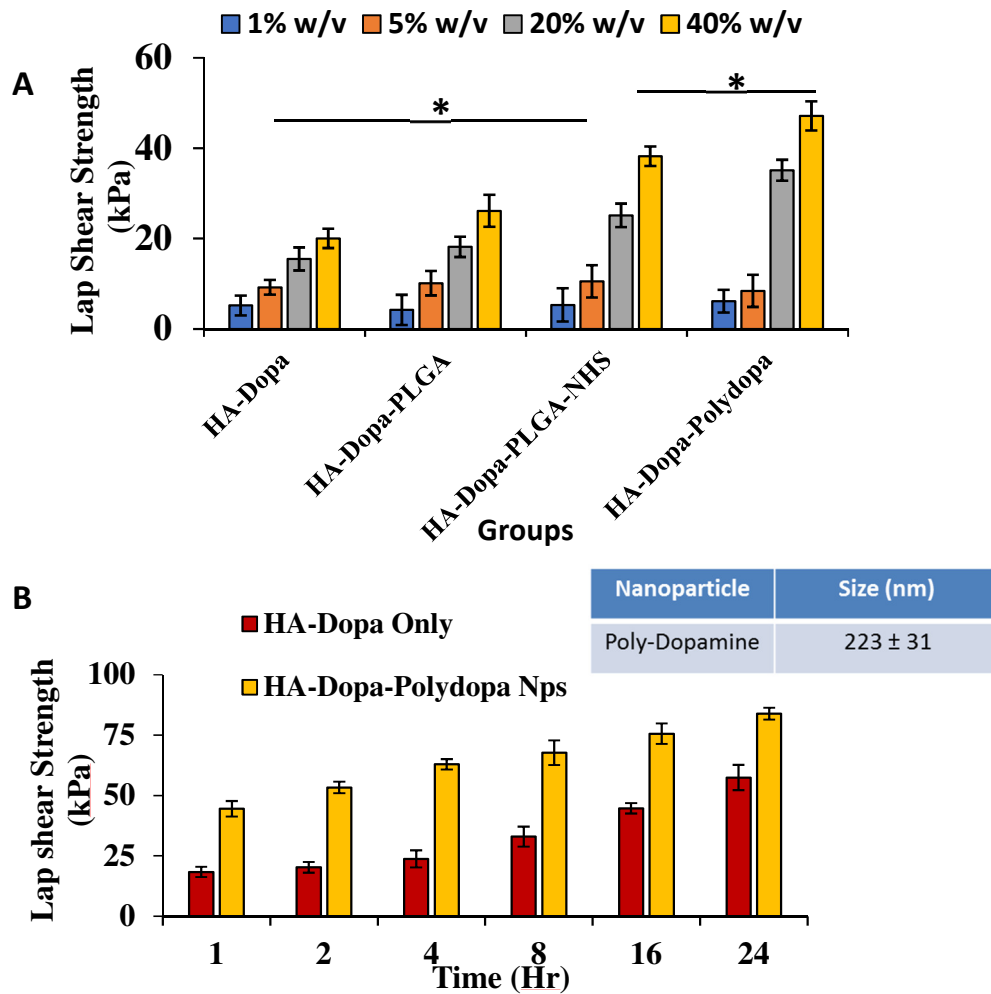 1% w/v 5% w/v 20% w/v 40% w/v
A
60
40
20
0
Lap Shear Strength
(kPa)
*
*
HA-Dopa
HA-Dopa-PLGA
HA-Dopa-PLGA-NHS
HA-Dopa-Polydopa
Groups
B
Nanoparticle Size (nm)
Poly-Dopamine 223 ± 31
HA-Dopa Only
HA-Dopa-Polydopa Nps
100
75
50
25
0
Lap shear Strength
(kPa)
1 2 4 8 16 24
Time (Hr)